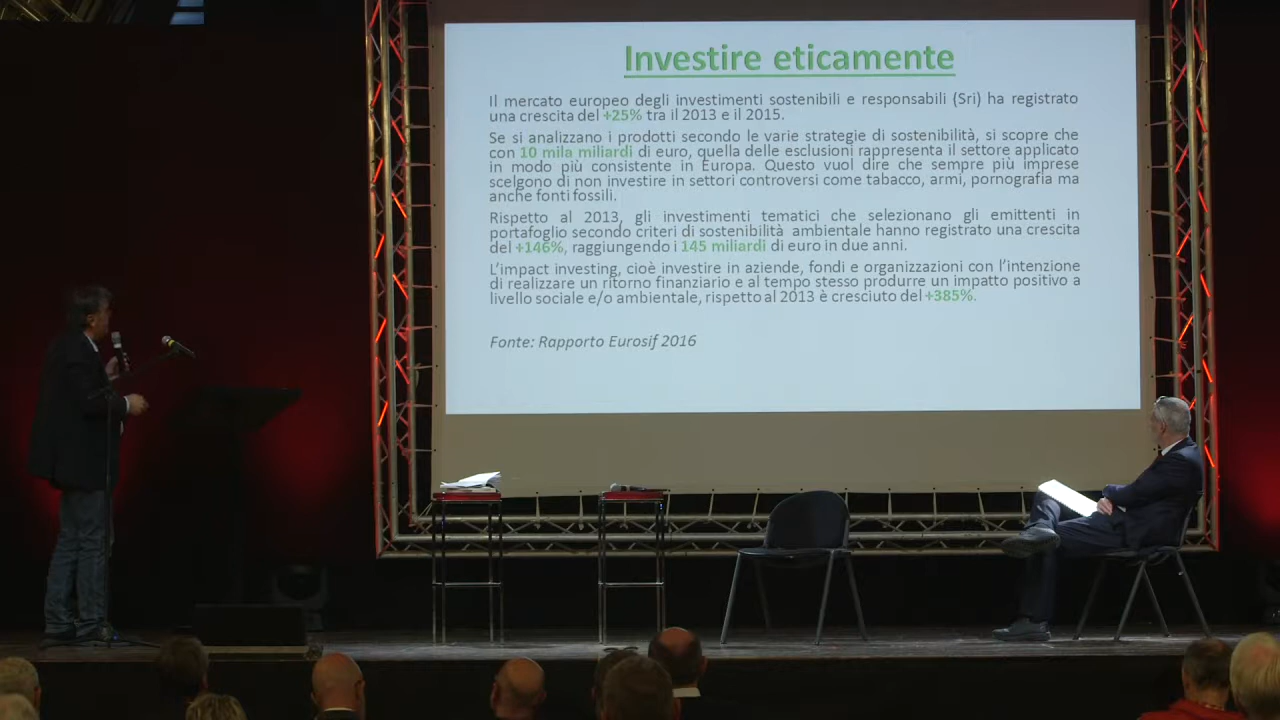 Investire eticamente
Il mercato europeo degli investimenti sostenibili e responsabili (Sri) ha registrato
una crescita del +25% tra il 2013 e il 2015.
Se si analizzano i prodotti secondo le varie strategie di sostenibilità, si scopre che
con 10 mila miliardi di euro, quella delle esclusioni rappresenta il settore applicato
in modo più consistente in Europa. Questo vuol dire che sempre più imprese
scelgono di non investire in settori controversi come tabacco, armi, pornografia ma
anche fonti fossili.
Rispetto al 2013, gli investimenti tematici che selezionano gli emittenti in
portafoglio secondo criteri di sostenibilità ambientale hanno registrato una crescita
del +146%, raggiungendo i 145 miliardi di euro in due anni.
L'impact investing, cioè investire in aziende, fondi e organizzazioni con l'intenzione
di realizzare un ritorno finanziario e al tempo stesso produrre un impatto positivo a
livello sociale e/o ambientale, rispetto al 2013 è cresciuto del +385%.
Fonte: Rapporto Eurosif 2016